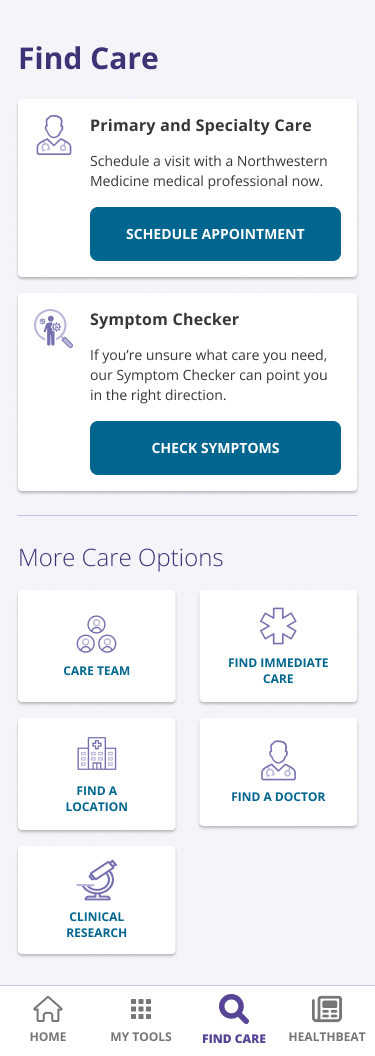 Find Care
Primary and Specialty Care
Schedule a visit with a Northwestern
Medicine medical professional now.
SCHEDULE APPOINTMENT
Symptom Checker
If you’re unsure what care you need,
our Symptom Checker can point you
in the right direction.
CHECK SYMPTOMS
More Care Options
CARE TEAM
FIND IMMEDIATE
CARE
FIND A
LOCATION
FIND A DOCTOR
CLINICAL
RESEARCH
HOME
MY TOOLS
FIND CARE
HEALTHBEAT